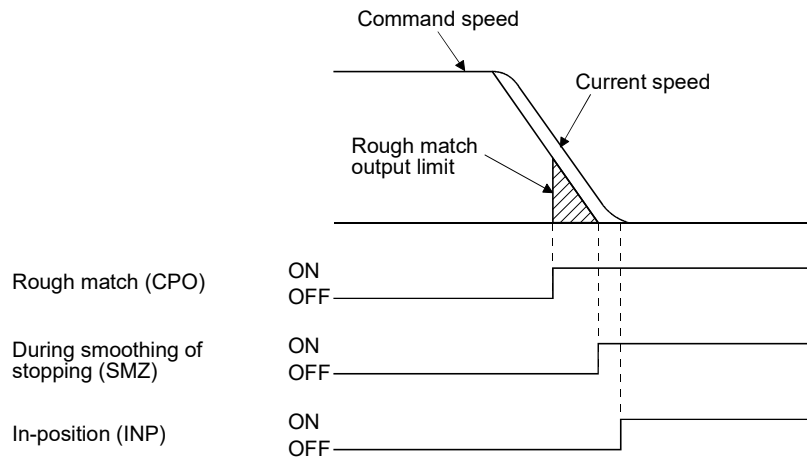 Command speed
Current speed
Rough match
output limit
Rough match (CPO)
ON
OFF
During smoothing of
stopping (SMZ)
ON
OFF
In-position (INP)
ON
OFF